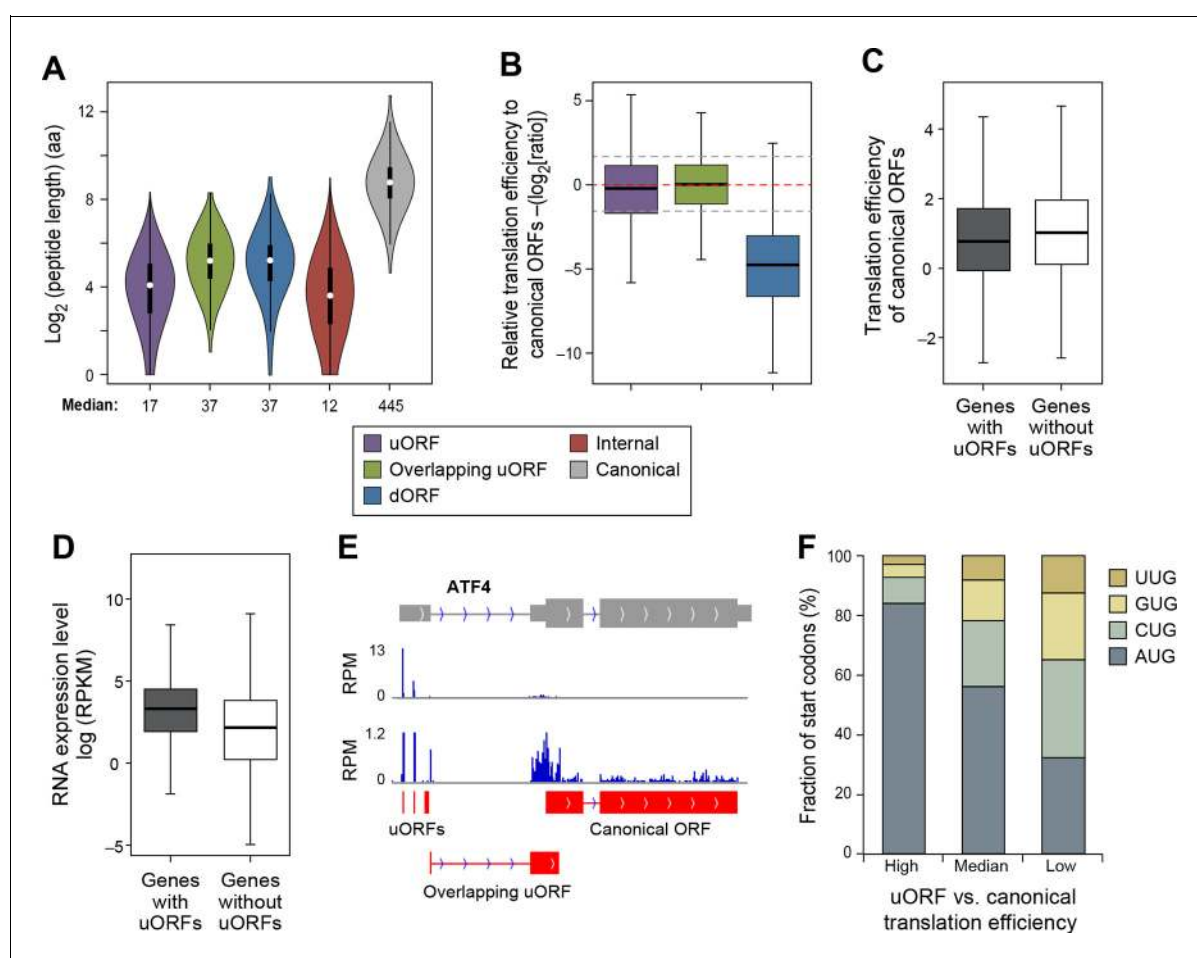 A
Log2 (peptide length) (aa)
12
8
4
0
Median: 17 37 37 12 445
B
Relative translation efficiency to
canonical ORFs –(log2[ratio])
5
0
–5
–10
C
Translation efficiency
of canonical ORFs
4
2
0
–2
Genes
with
uORFs
Genes
without
uORFs
uORF
Overlapping uORF
dORF
Internal
Canonical
D
RNA expression level
log (RPKM)
10
5
0
–5
Genes
with
uORFs
Genes
without
uORFs
E
ATF4
RPM
13
0
RPM
1.2
0
uORFs
Canonical ORF
Overlapping uORF
F
Fraction of start codons (%)
100
80
60
40
20
0
High Median Low
uORF vs. canonical
translation efficiency
UUG
GUG
CUG
AUG